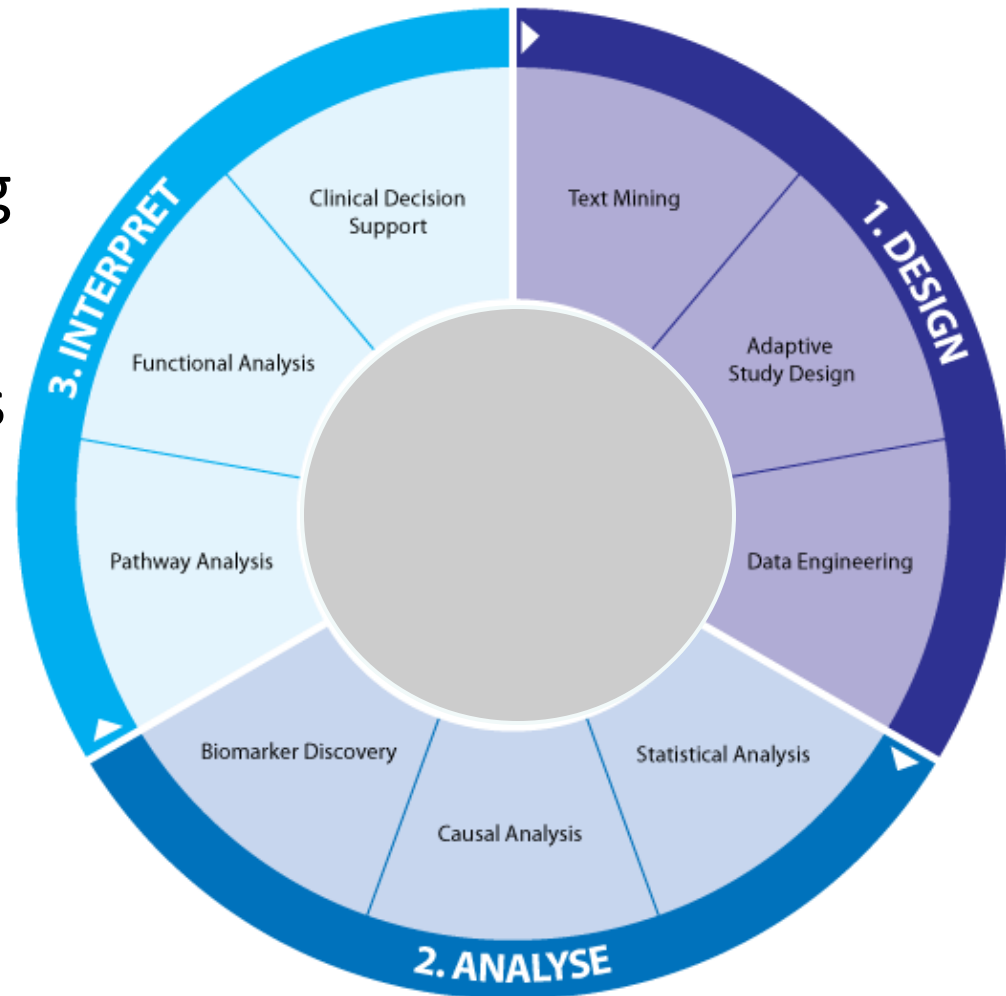 g
s
1. DESIGN
Text Mining
Adaptive
Study Design
Data Engineering
2. ANALYSE
Statistical Analysis
Causal Analysis
Biomarker Discovery
3. INTERPRET
Pathway Analysis
Functional Analysis
Clinical Decision
Support